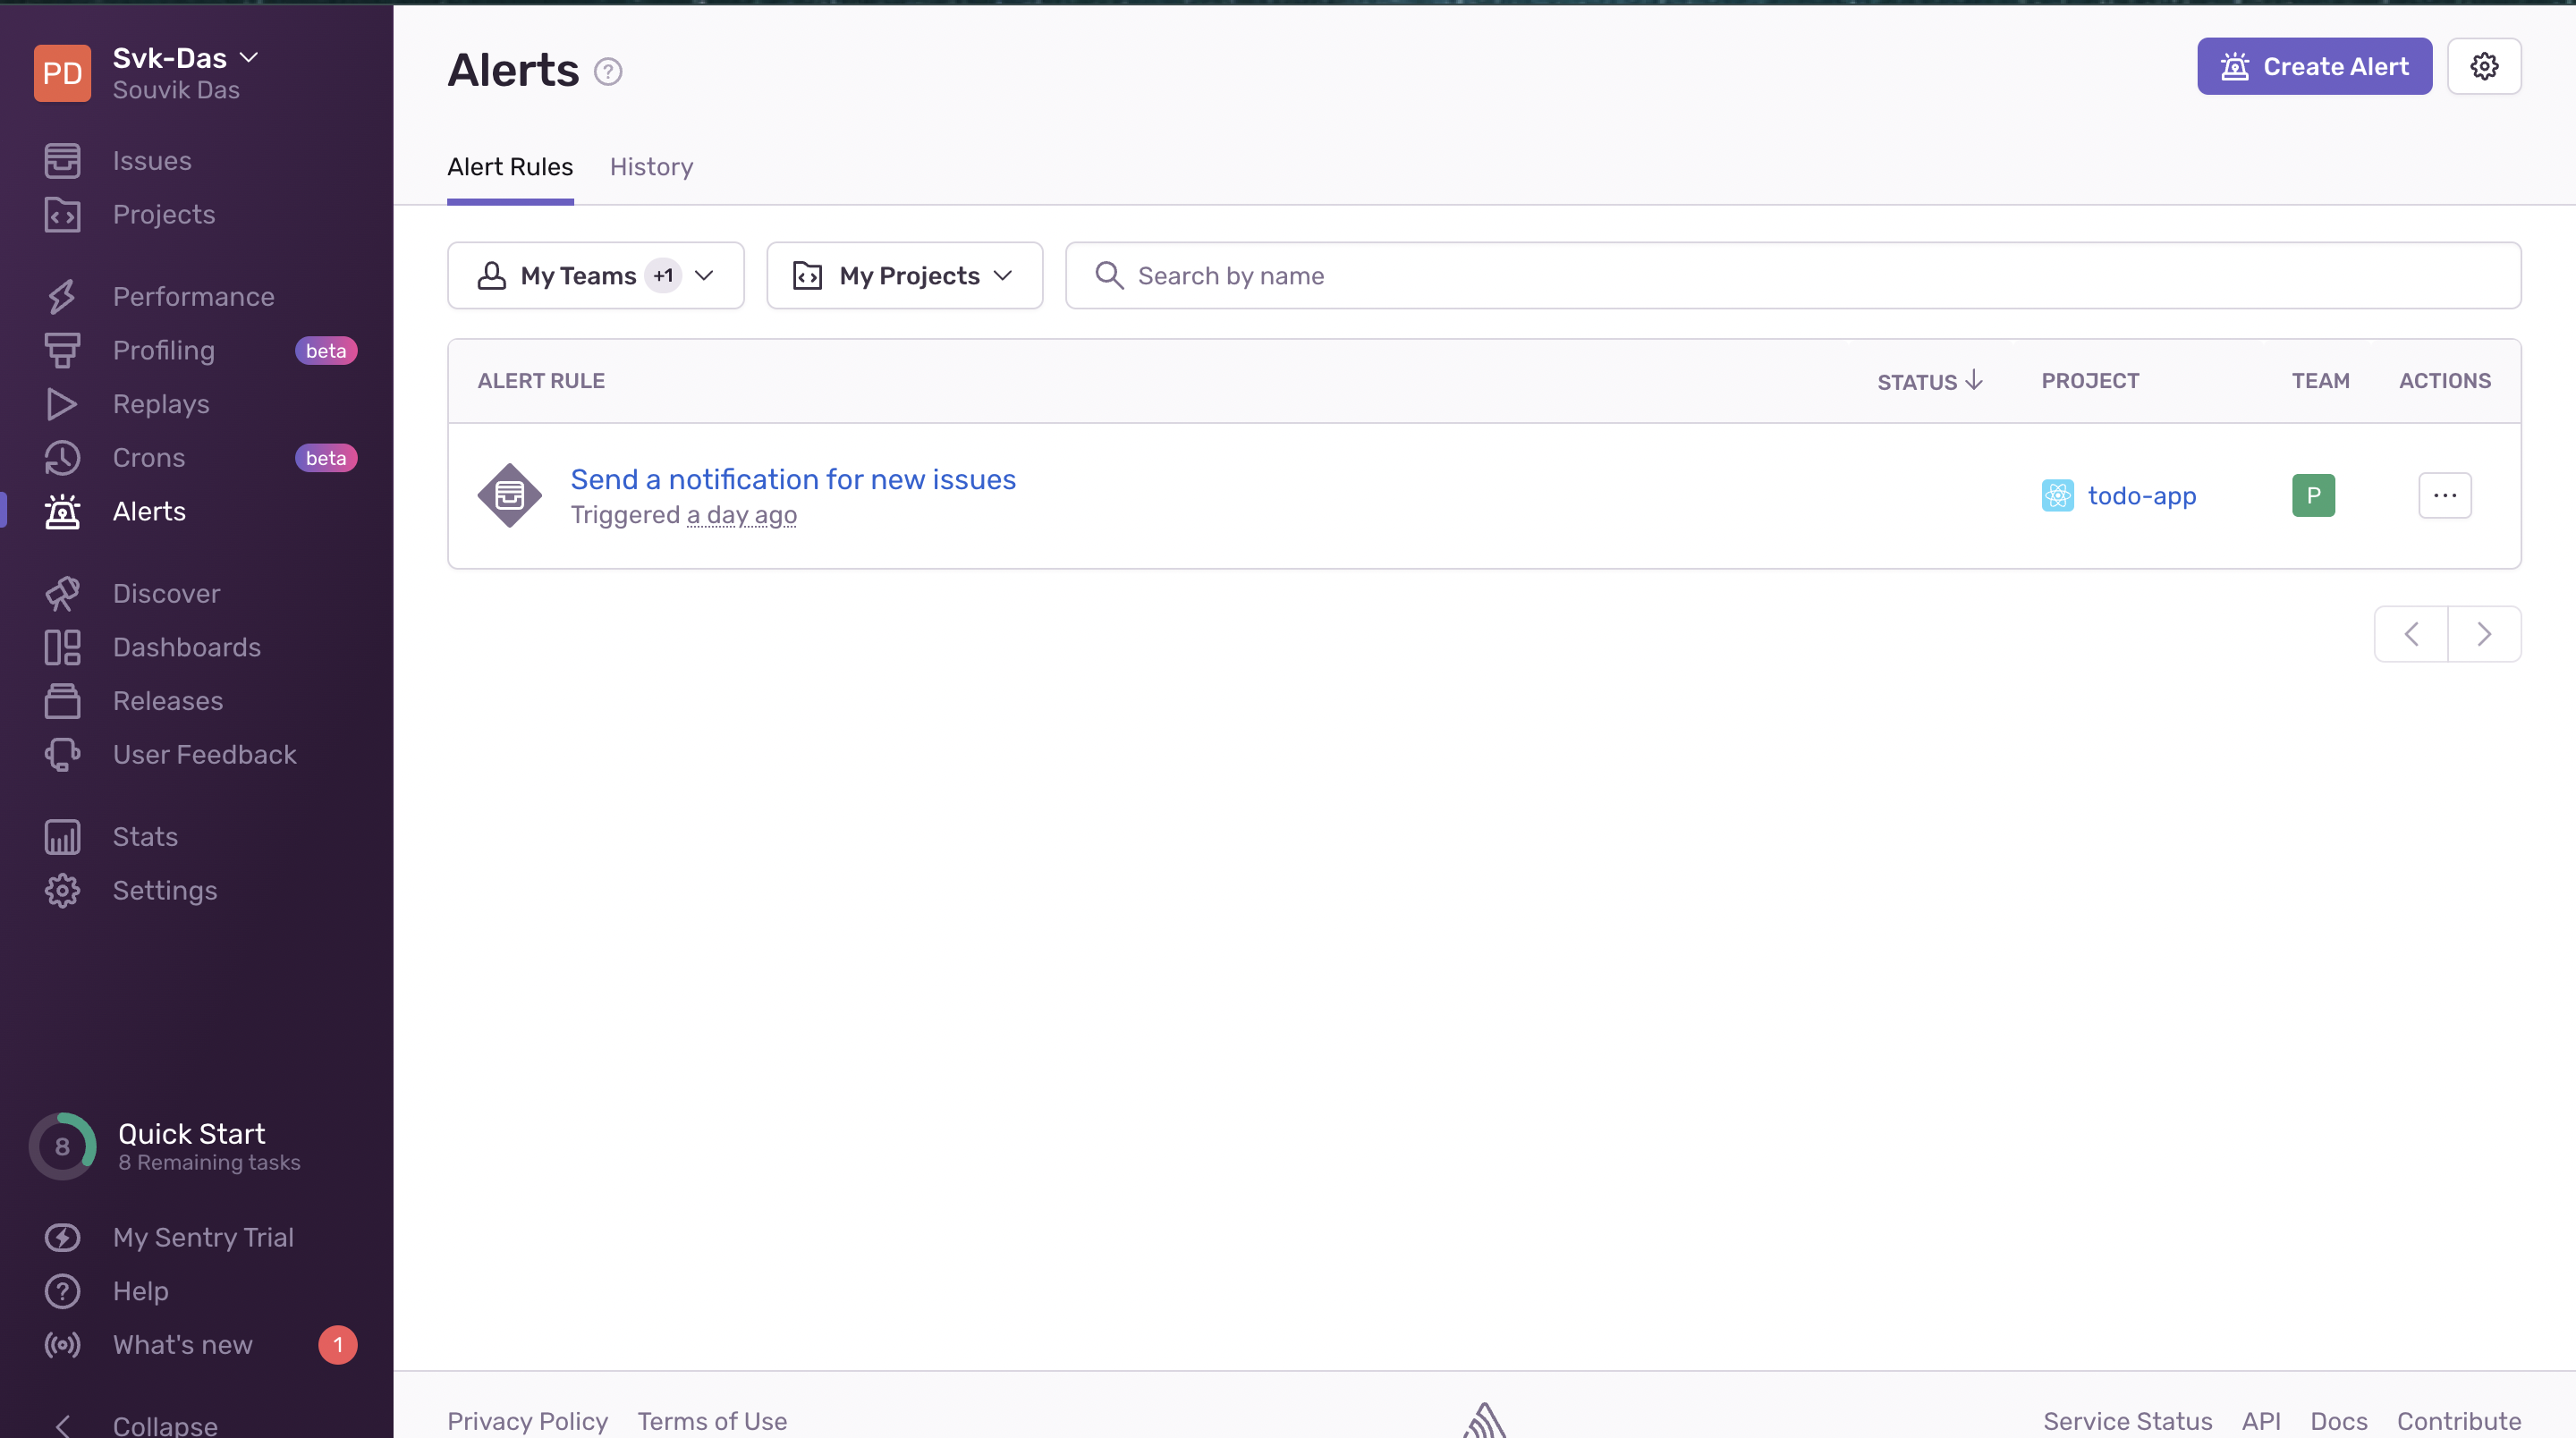 PD
Svk-Das
Souvik Das
Issues
Projects
Performance
Profiling beta
Replays
Crons beta
Alerts
Discover
Dashboards
Releases
User Feedback
Stats
Settings
8
Quick Start
8 Remaining tasks
My Sentry Trial
Help
What's new 1
Collapse
Alerts ?
Create Alert
Alert Rules History
My Teams +1 My Projects Search by name
ALERT RULE STATUS PROJECT TEAM ACTIONS
Send a notification for new issues
Triggered a day ago
todo-app P
Privacy Policy Terms of Use Service Status API Docs Contribute